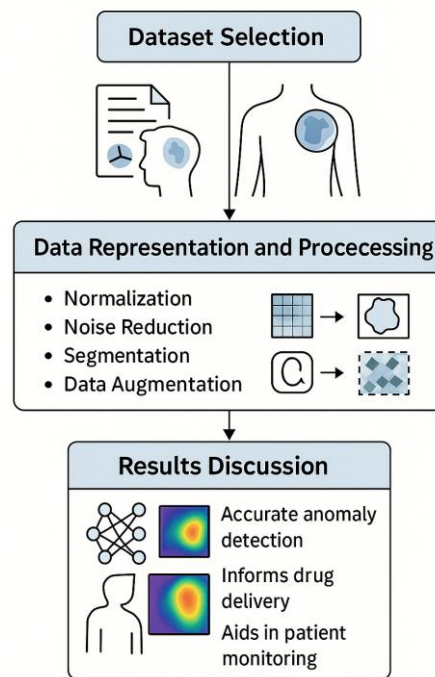 Dataset Selection
Data Representation and Procecessing
• Normalization
• Noise Reduction
• Segmentation
• Data Augmentation
Results Discussion
Accurate anomaly
detection
Informs drug
delivery
Aids in patient
monitoring